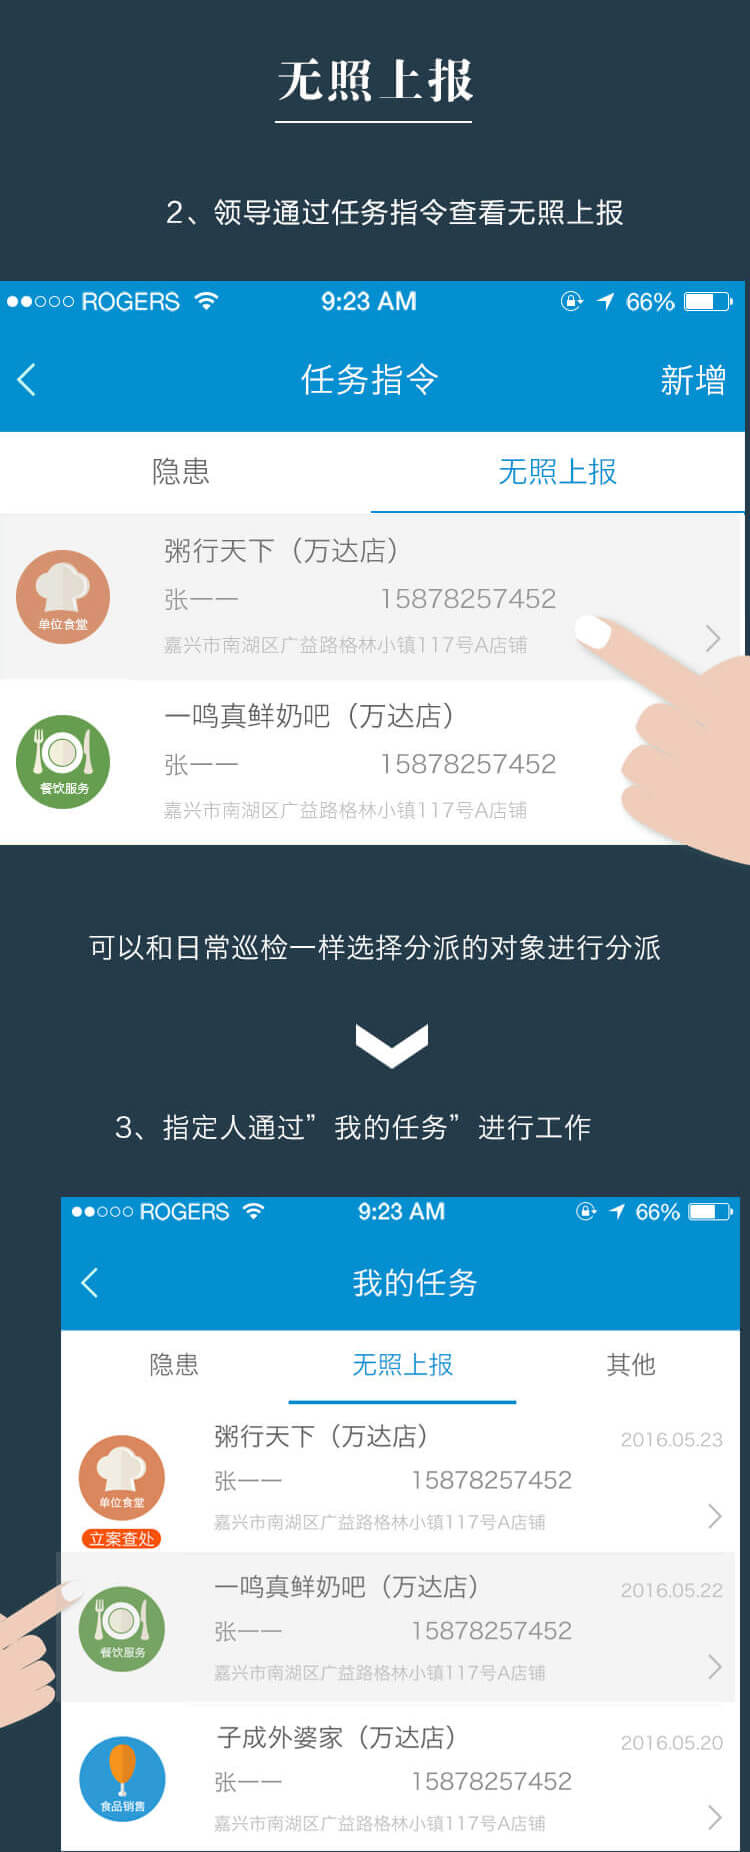 无照上报
2、领导通过任务指令查看无照上报
ROGERS 9:23 AM 66%
任务指令 新增
隐患 无照上报
粥行天下（万达店）
张一一 15878257452
单位食堂
嘉兴市南湖区广益路格林小镇117号A店铺
一鸣真鲜奶吧（万达店）
张一一 15878257452
餐饮服务
嘉兴市南湖区广益路格林小镇117号A店铺
可以和日常巡检一样选择分派的对象进行分派
3、指定人通过”我的任务”进行工作
ROGERS 9:23 AM 66%
我的任务
隐患 无照上报 其他
粥行天下（万达店） 2016.05.23
张一一 15878257452
单位食堂
嘉兴市南湖区广益路格林小镇117号A店铺
立案查处
一鸣真鲜奶吧（万达店） 2016.05.22
张一一 15878257452
餐饮服务
嘉兴市南湖区广益路格林小镇117号A店铺
子成外婆家（万达店） 2016.05.20
张一一 15878257452
食品销售
嘉兴市南湖区广益路格林小镇117号A店铺